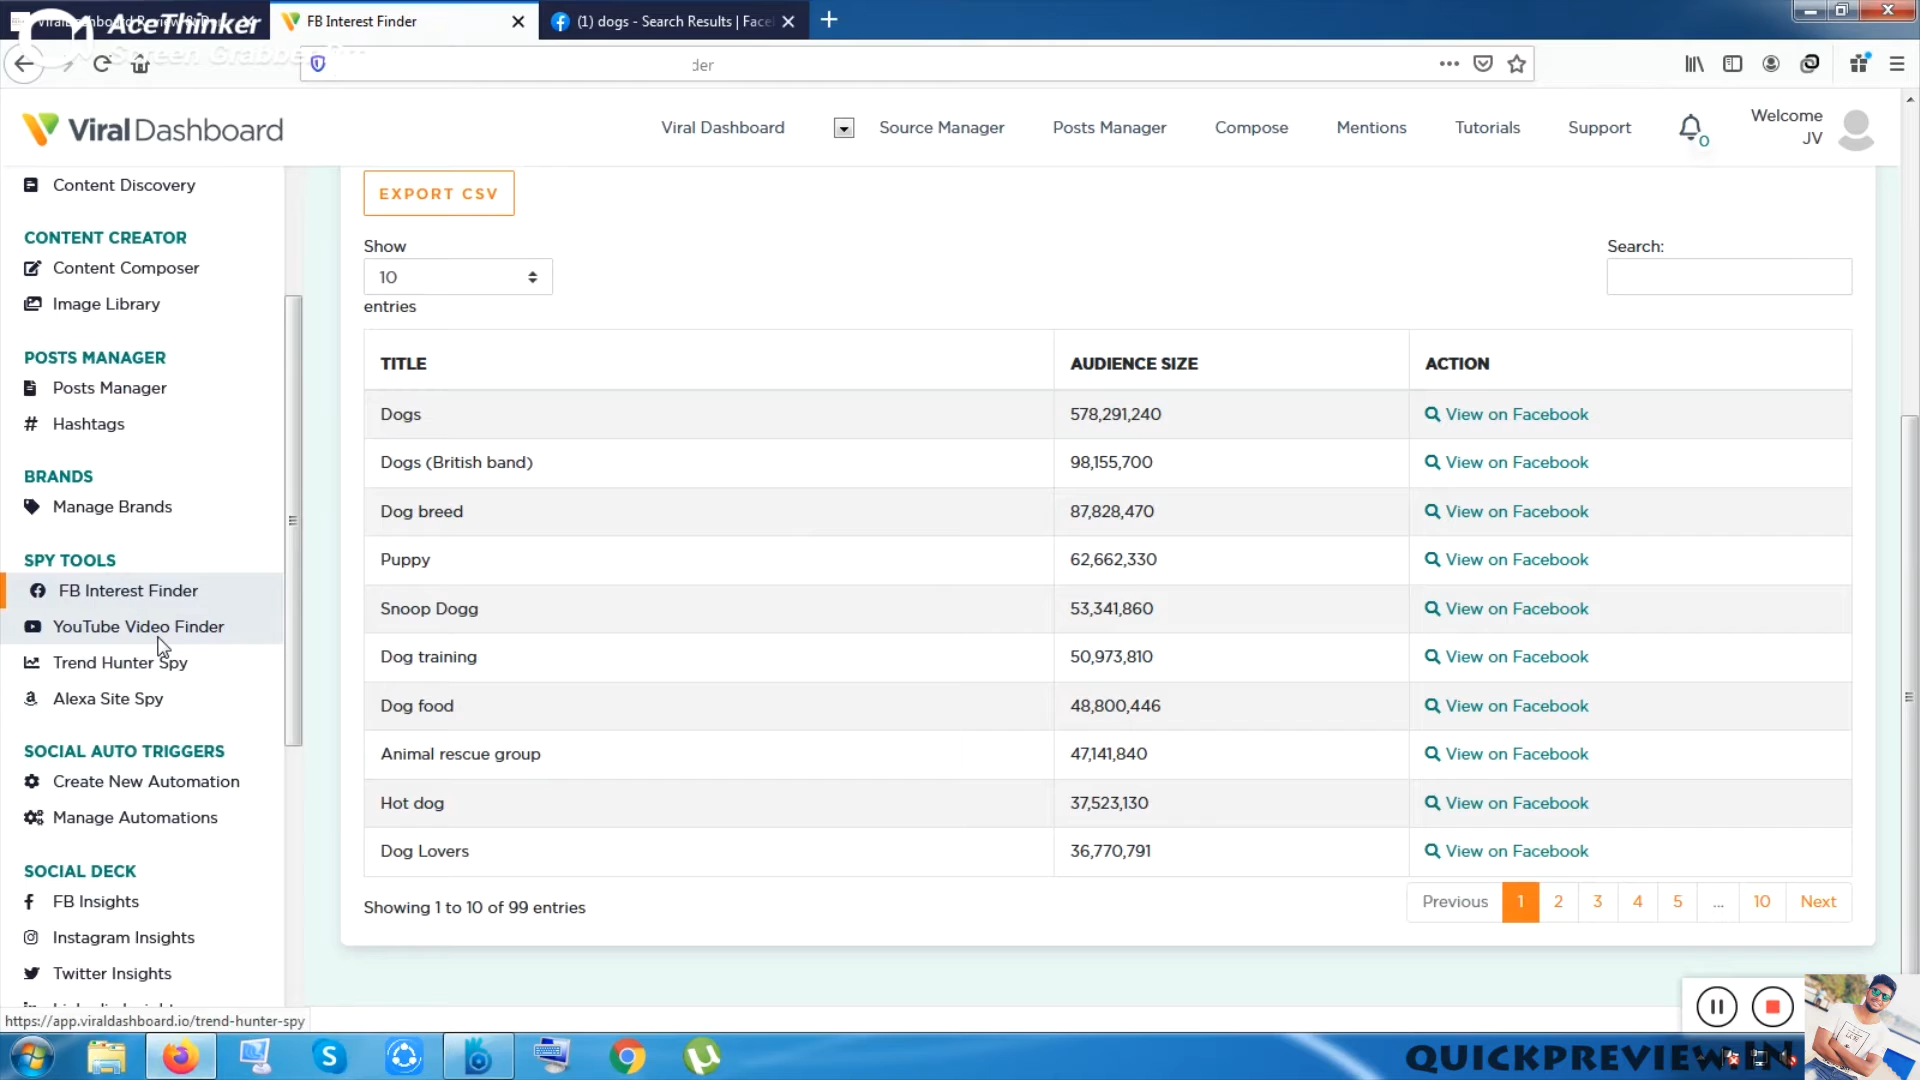 AceThinker
Screen Grabber Pro
FB Interest Finder
(1) dogs - Search Results | Face
der
Viral Dashboard
Viral Dashboard
Source Manager
Posts Manager
Compose
Mentions
Tutorials
Support
0
Welcome
JV
Content Discovery
CONTENT CREATOR
Content Composer
Image Library
POSTS MANAGER
Posts Manager
Hashtags
BRANDS
Manage Brands
SPY TOOLS
FB Interest Finder
YouTube Video Finder
Trend Hunter Spy
Alexa Site Spy
SOCIAL AUTO TRIGGERS
Create New Automation
Manage Automations
SOCIAL DECK
FB Insights
Instagram Insights
Twitter Insights
https://app.viraldashboard.io/trend-hunter-spy
EXPORT CSV
Show
10
entries
Search:
TITLE AUDIENCE SIZE ACTION
Dogs 578,291,240 View on Facebook
Dogs (British band) 98,155,700 View on Facebook
Dog breed 87,828,470 View on Facebook
Puppy 62,662,330 View on Facebook
Snoop Dogg 53,341,860 View on Facebook
Dog training 50,973,810 View on Facebook
Dog food 48,800,446 View on Facebook
Animal rescue group 47,141,840 View on Facebook
Hot dog 37,523,130 View on Facebook
Dog Lovers 36,770,791 View on Facebook
Showing 1 to 10 of 99 entries
Previous 1 2 3 4 5 ... 10 Next
QUICKPREVIEW.IN